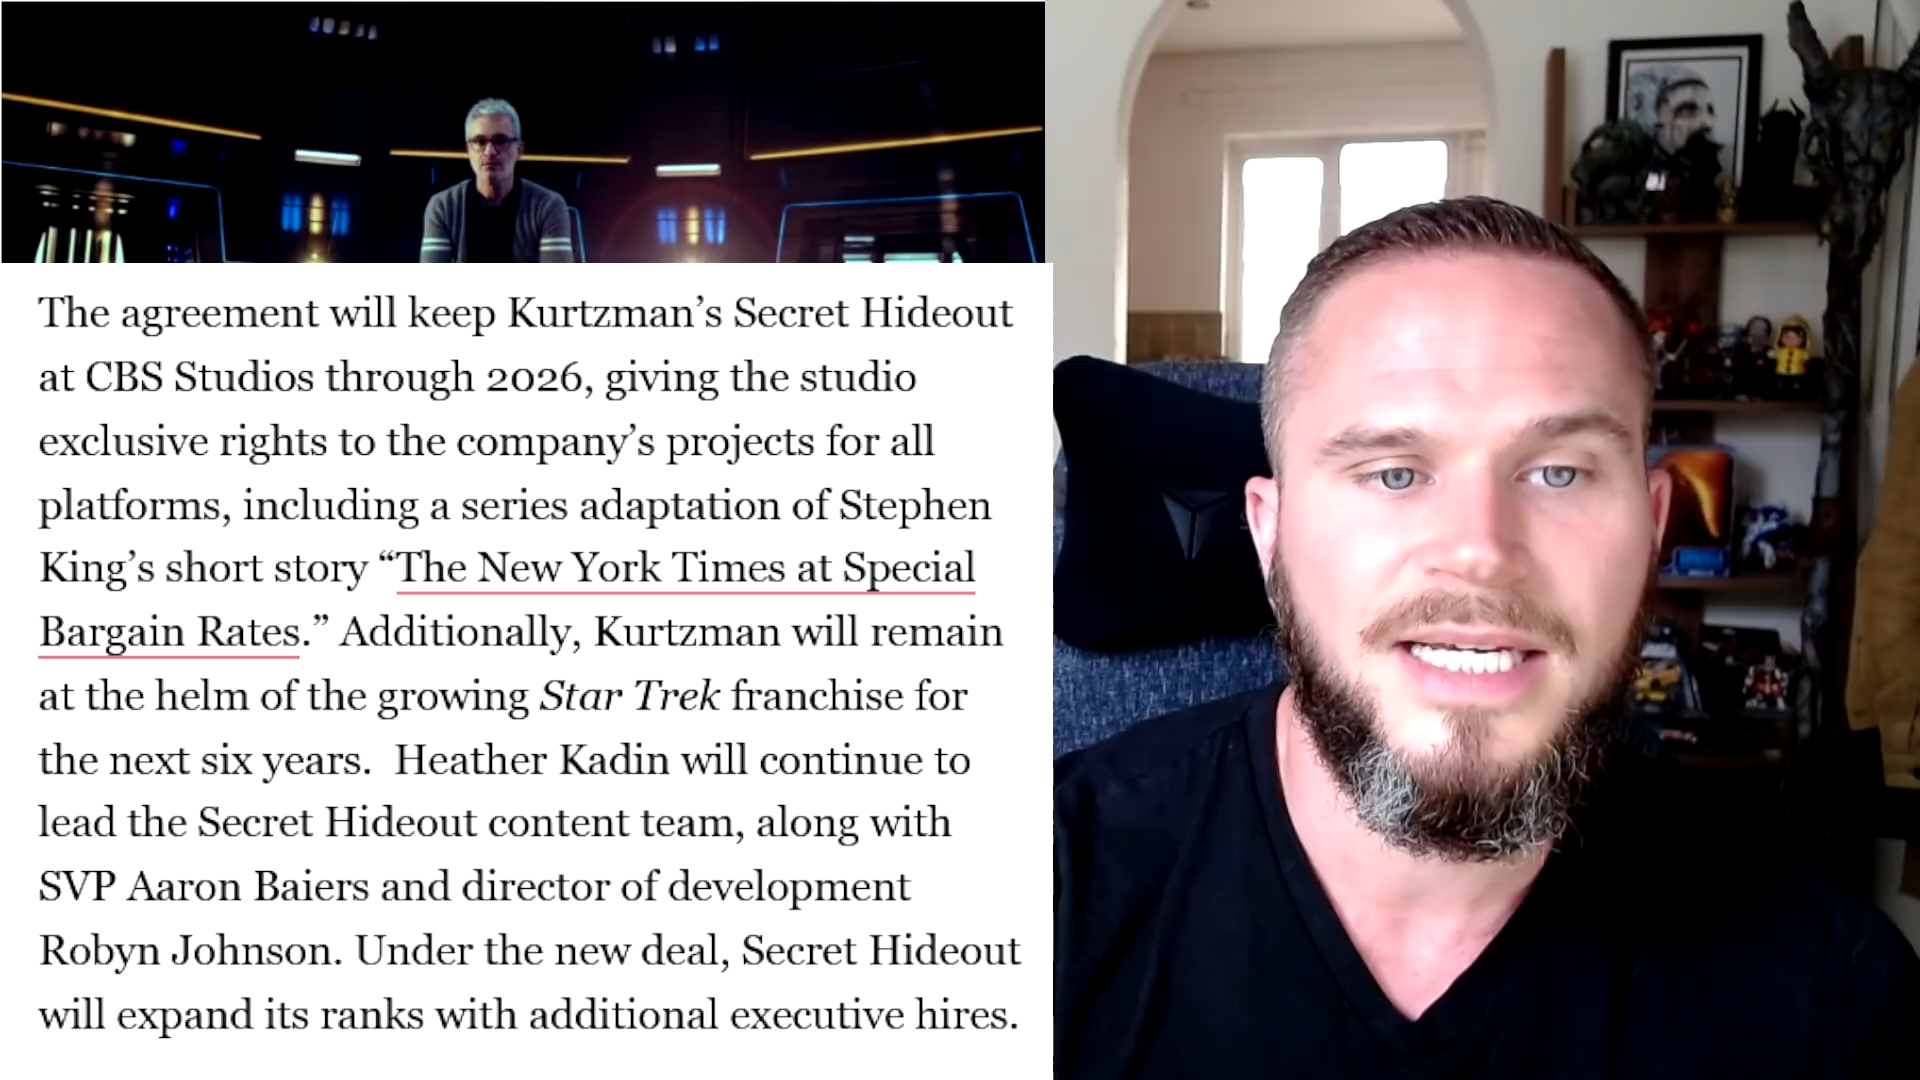 The agreement will keep Kurtzman’s Secret Hideout
at CBS Studios through 2026, giving the studio
exclusive rights to the company’s projects for all
platforms, including a series adaptation of Stephen
King’s short story “The New York Times at Special
Bargain Rates.” Additionally, Kurtzman will remain
at the helm of the growing Star Trek franchise for
the next six years. Heather Kadin will continue to
lead the Secret Hideout content team, along with
SVP Aaron Baiers and director of development
Robyn Johnson. Under the new deal, Secret Hideout
will expand its ranks with additional executive hires.